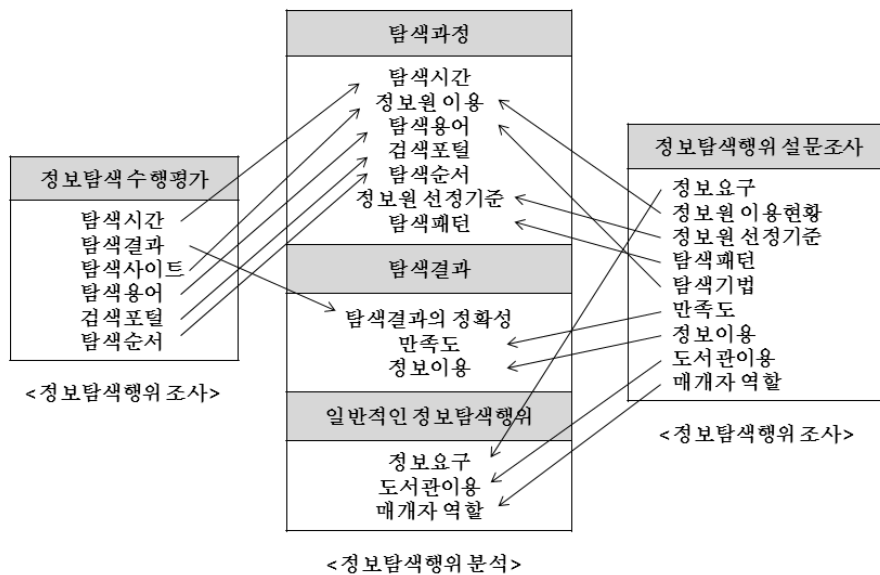 정보탐색 수행평가
탐색시간
탐색결과
탐색사이트
탐색용어
검색포털
탐색순서
<정보탐색행위 조사>
탐색과정
탐색시간
정보원 이용
탐색용어
검색포털
탐색순서
정보원 선정기준
탐색패턴
탐색결과
탐색결과의 정확성
만족도
정보이용
일반적인 정보탐색행위
정보요구
도서관이용
매개자 역할
<정보탐색행위 분석>
정보탐색행위 설문조사
정보요구
정보원 이용현황
정보원 선정기준
탐색패턴
탐색기법
만족도
정보이용
도서관이용
매개자 역할
<정보탐색행위 조사>